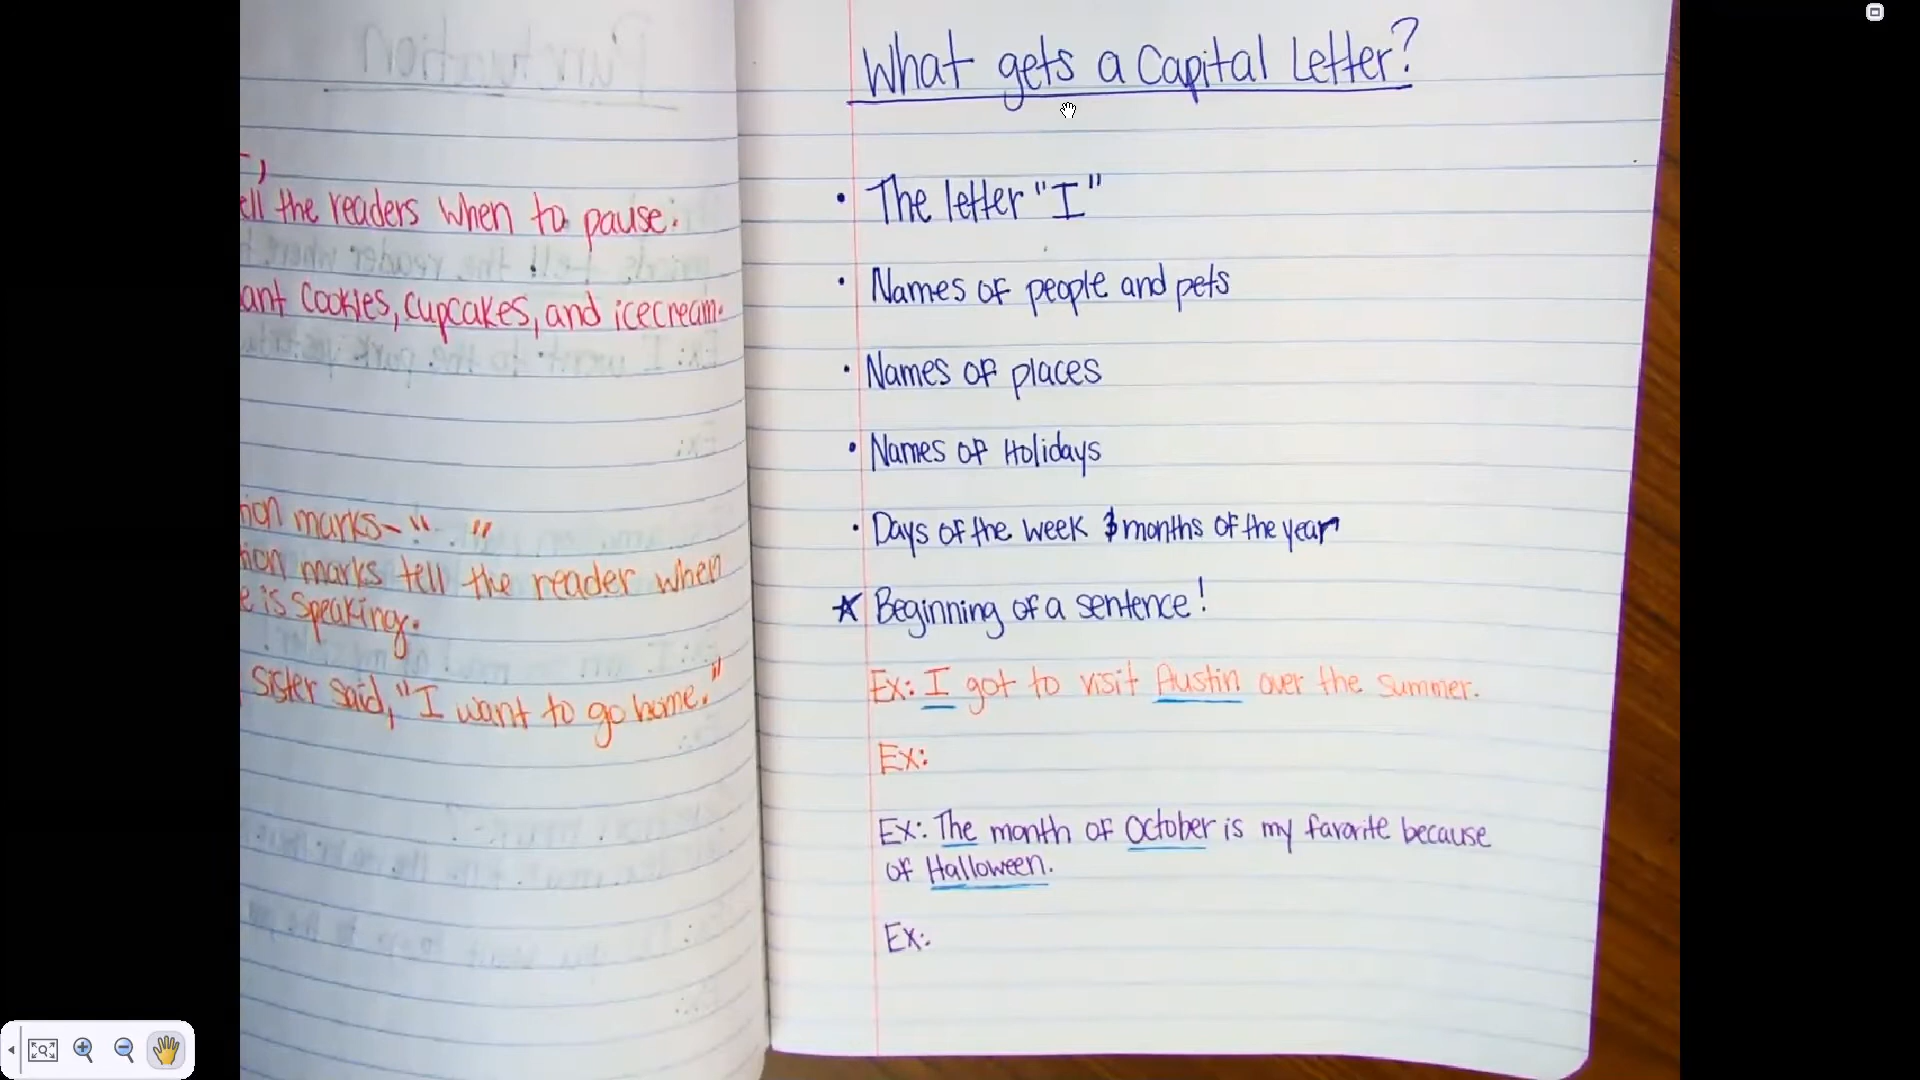 ell the readers when to pause.
ant Cookies, cupcakes, and icecream.
marks- " "
marks tell the reader when
is speaking.
sister said, "I want to go home."
What gets a Capital Letter?
• The letter "I"
• Names of people and pets
• Names of places
• Names of Holidays
• Days of the week & months of the year
★ Beginning of a sentence!
Ex: I got to visit Austin over the summer.
Ex:
Ex: The month of October is my favorite because
of Halloween.
Ex: